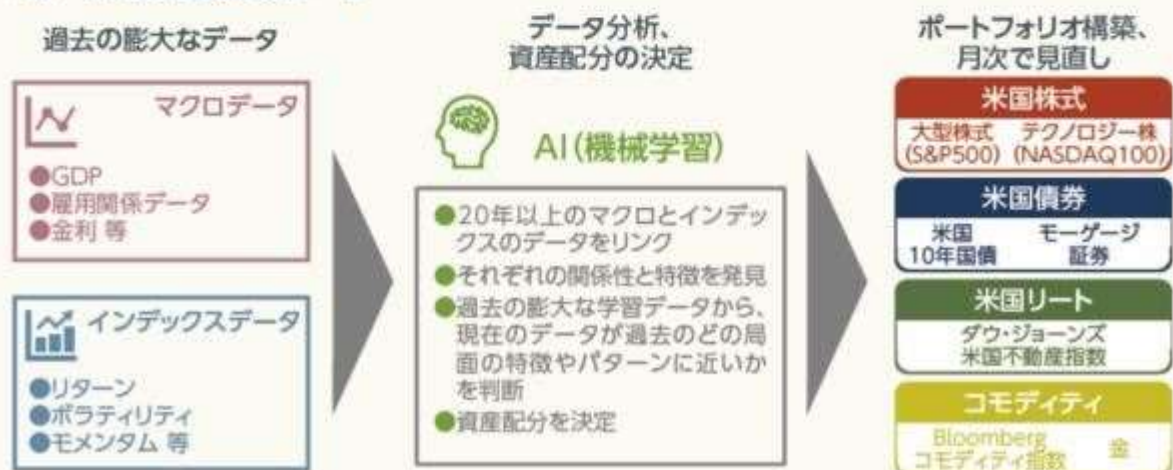 過去の膨大なデータ
マクロデータ
●GDP
●雇用関係データ
●金利 等
インデックスデータ
●リターン
●ボラティリティ
●モメンタム 等
データ分析、
資産配分の決定
AI(機械学習)
●20年以上のマクロとインデッ
クスのデータをリンク
●それぞれの関係性と特徴を発見
●過去の膨大な学習データから、
現在のデータが過去のどの局
面の特徴やパターンに近いか
を判断
●資産配分を決定
ポートフォリオ構築、
月次で見直し
米国株式
大型株式 テクノロジー株
(S&P500) (NASDAQ100)
米国債券
米国 モーゲージ
10年国債 証券
米国リート
ダウ・ジョーンズ
米国不動産指数
コモディティ
Bloomberg 金
コモディティ指数